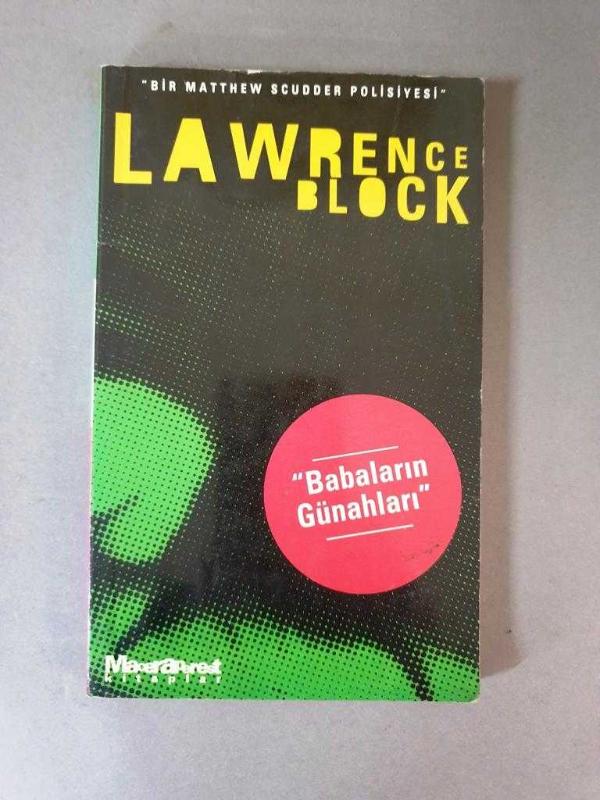 "BİR MATTHEW SCUDDER POLİSİYESİ"
LAWRENCE
BLOCK
"Babaların
Günahları"
MaceraPerest
kitaplar